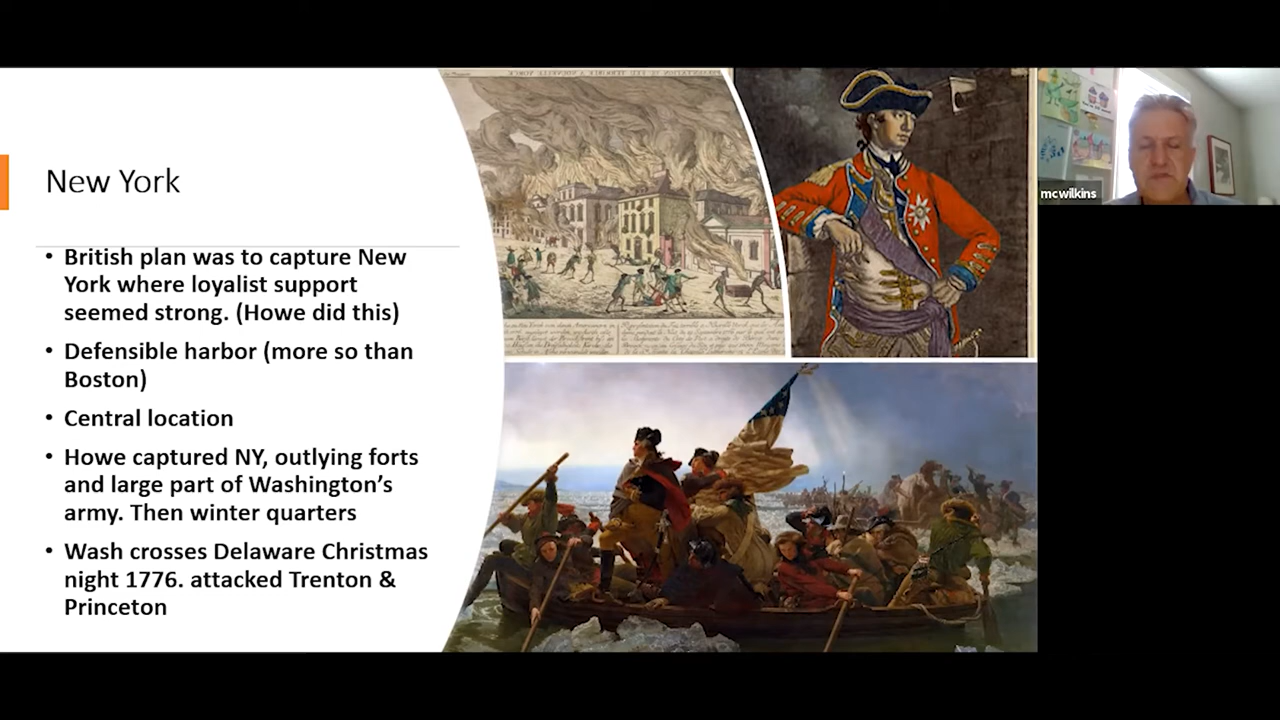 New York
• British plan was to capture New
York where loyalist support
seemed strong. (Howe did this)
• Defensible harbor (more so than
Boston)
• Central location
• Howe captured NY, outlying forts
and large part of Washington's
army. Then winter quarters
• Wash crosses Delaware Christmas
night 1776. attacked Trenton &
Princeton
mcwilkins